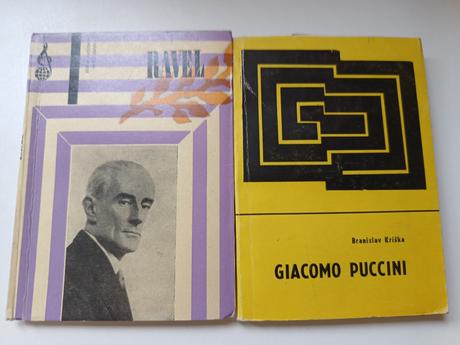 RAVEL
Branislav Kriška
GIACOMO PUCCINI